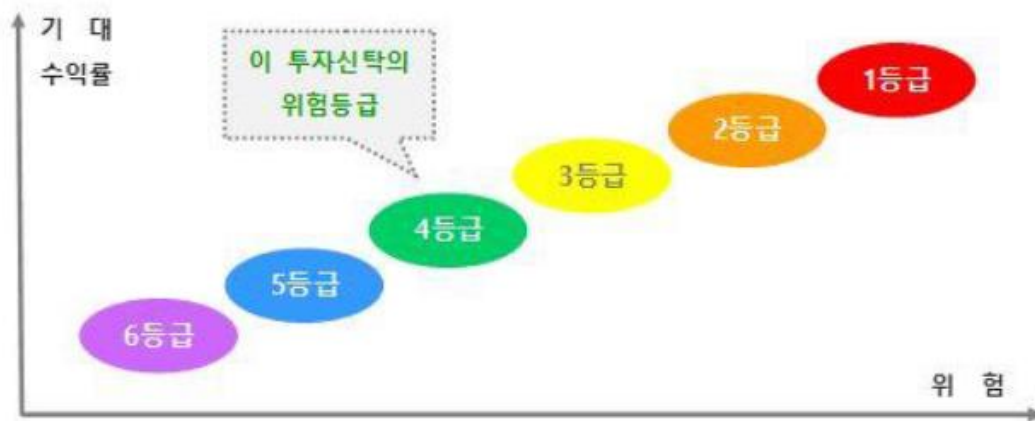 기 대
수익률
이 투자신탁의
위험등급
1등급
2등급
3등급
4등급
5등급
6등급
위 험